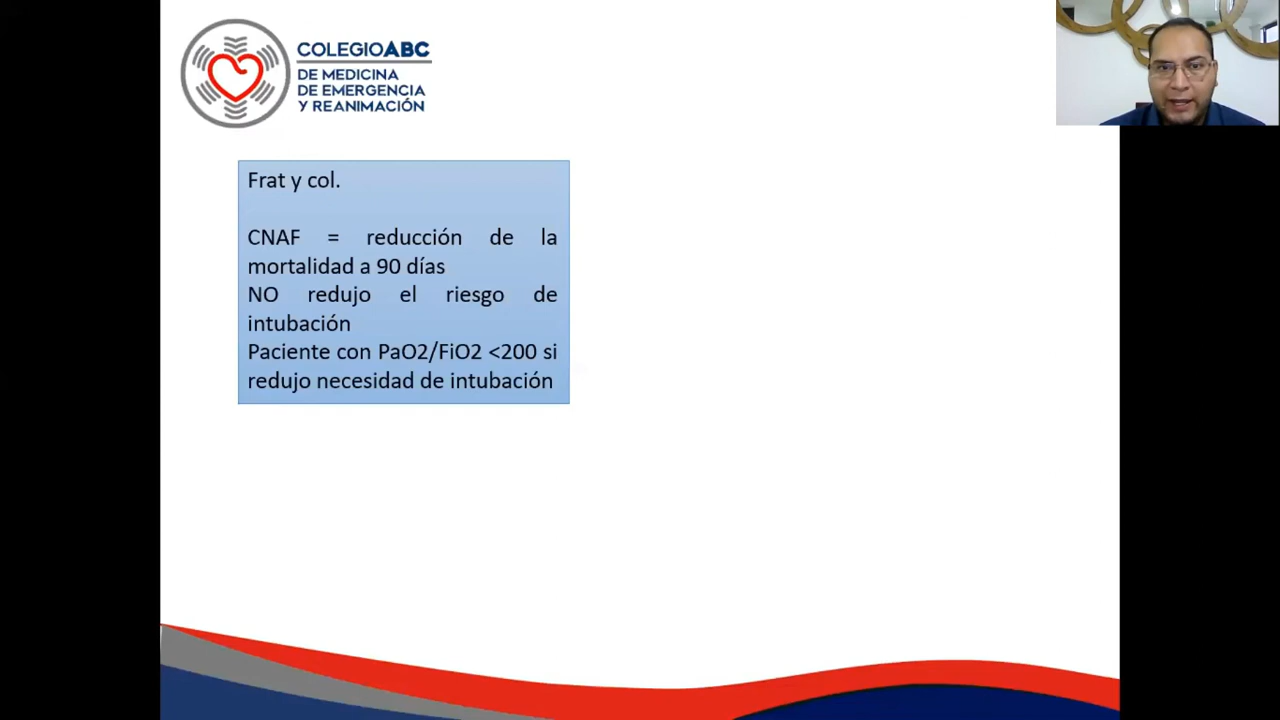 COLEGIOABC
DE MEDICINA
DE EMERGENCIA
Y REANIMACIÓN
Frat y col.
CNAF = reducción de la
mortalidad a 90 días
NO redujo el riesgo de
intubación
Paciente con PaO2/FiO2 <200 si
redujo necesidad de intubación